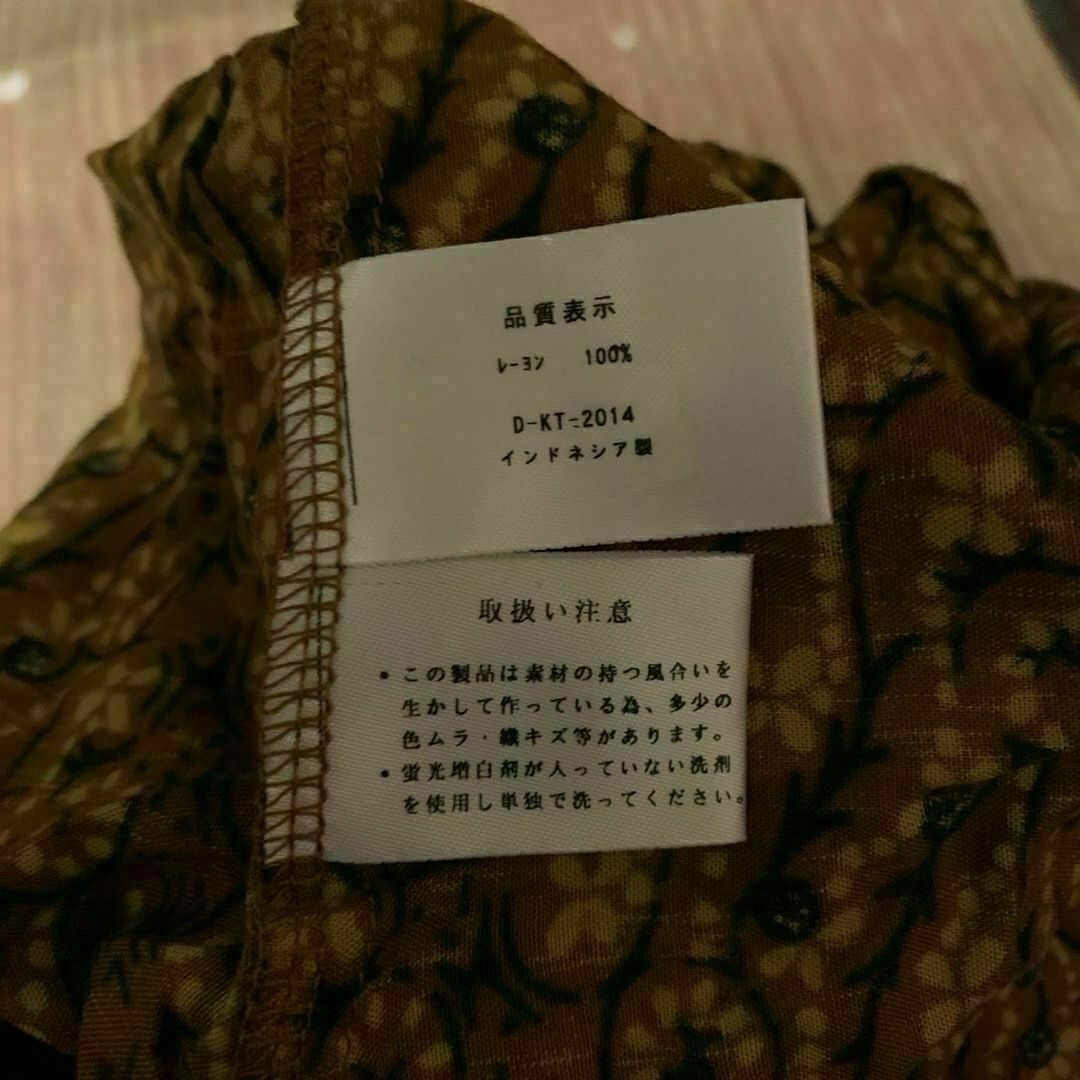 品質表示
レーヨン 100%
D-KT-2014
インドネシア製
取扱い注意
• この製品は素材の持つ風合いを
生かして作っている為、多少の
色ムラ・織キズ等があります。
• 蛍光増白剤が入っていない洗剤
を使用し単独で洗ってください。